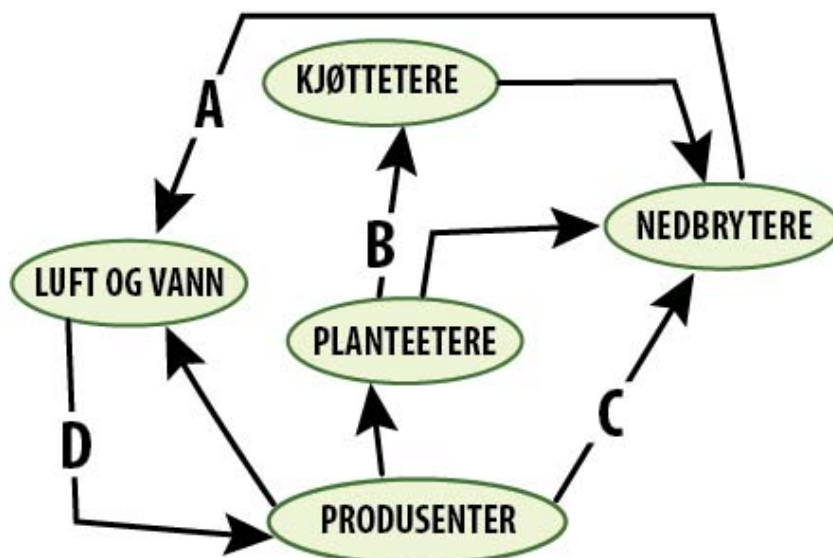 A
KJØTTETERE
NEDBRYTERE
B
LUFT OG VANN
PLANTEETERE
C
D
PRODUSENTER